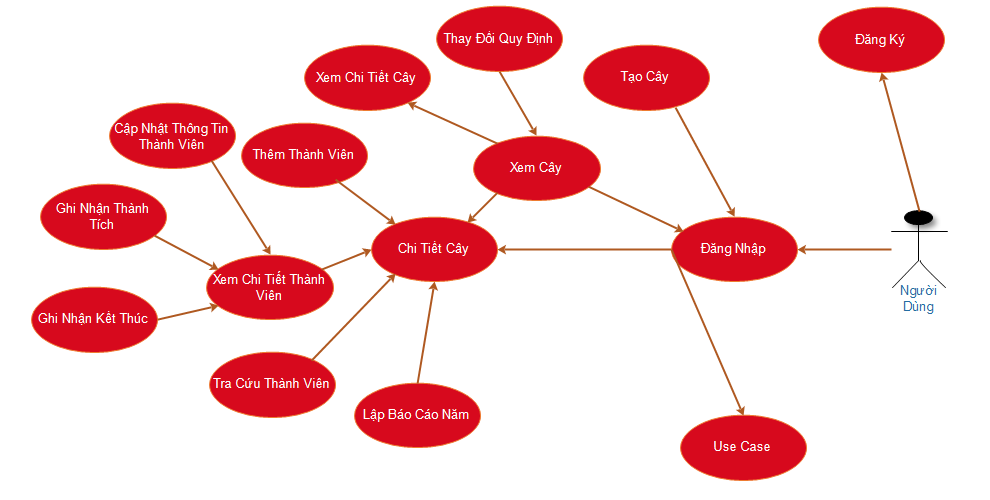 Thay Đổi Quy Định
Đăng Ký
Xem Chi Tiết Cây
Tạo Cây
Cập Nhật Thông Tin
Thành Viên
Thêm Thành Viên
Xem Cây
Ghi Nhận Thành
Tích
Chi Tiết Cây
Đăng Nhập
Xem Chi Tiết Thành
Viên
Người
Dùng
Ghi Nhận Kết Thúc
Tra Cứu Thành Viên
Lập Báo Cáo Năm
Use Case